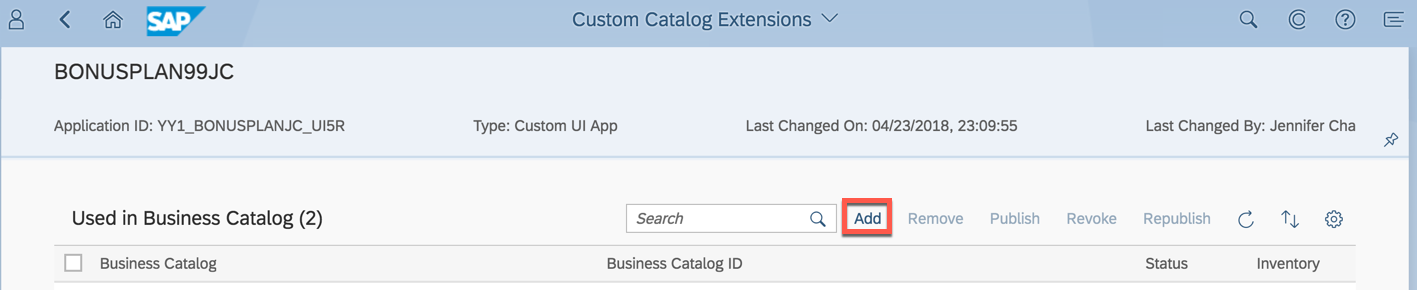 SAP Custom Catalog Extensions
BONUSPLAN99JC
Application ID: YY1_BONUSPLANJC_UI5R Type: Custom UI App Last Changed On: 04/23/2018, 23:09:55 Last Changed By: Jennifer Cha
Used in Business Catalog (2) Search Add Remove Publish Revoke Republish
Business Catalog Business Catalog ID Status Inventory